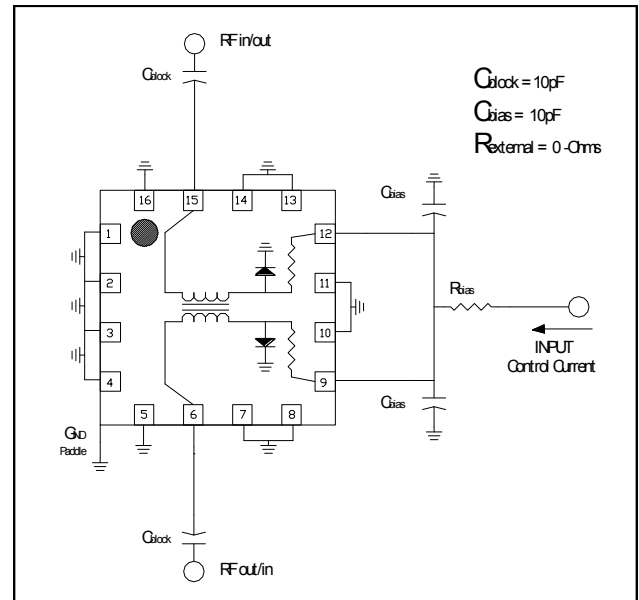 RF in/out
Cblock
Cblock = 10pF
Cbias = 10pF
Rexternal = 0 -Ohms
16
15
14
13
Cbias
1
12
2
11
Rbias
3
10
INPUT
Control Current
4
9
Cbias
5
6
7
8
GND
Paddle
Cblock
RF out/in